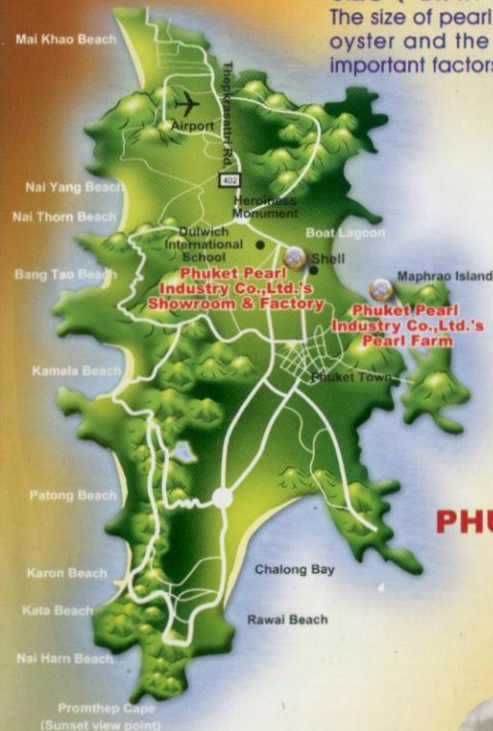 The size of pearl
oyster and the
important factors
Mai Khao Beach
Thepkrasattri Rd.
Airport
402
Nai Yang Beach
Heroiness
Monument
Nai Thorn Beach
Dulwich
International
School
Boat Lagoon
Shell
Bang Tao Beach
Phuket Pearl
Industry Co.,Ltd.'s
Showroom & Factory
Maphrao Island
Phuket Pearl
Industry Co.,Ltd.'s
Pearl Farm
Kamala Beach
Phuket Town
Patong Beach
PHU
Karon Beach
Chalong Bay
Kata Beach
Rawai Beach
Nai Harn Beach
Promthep Cape
(Sunset view point)